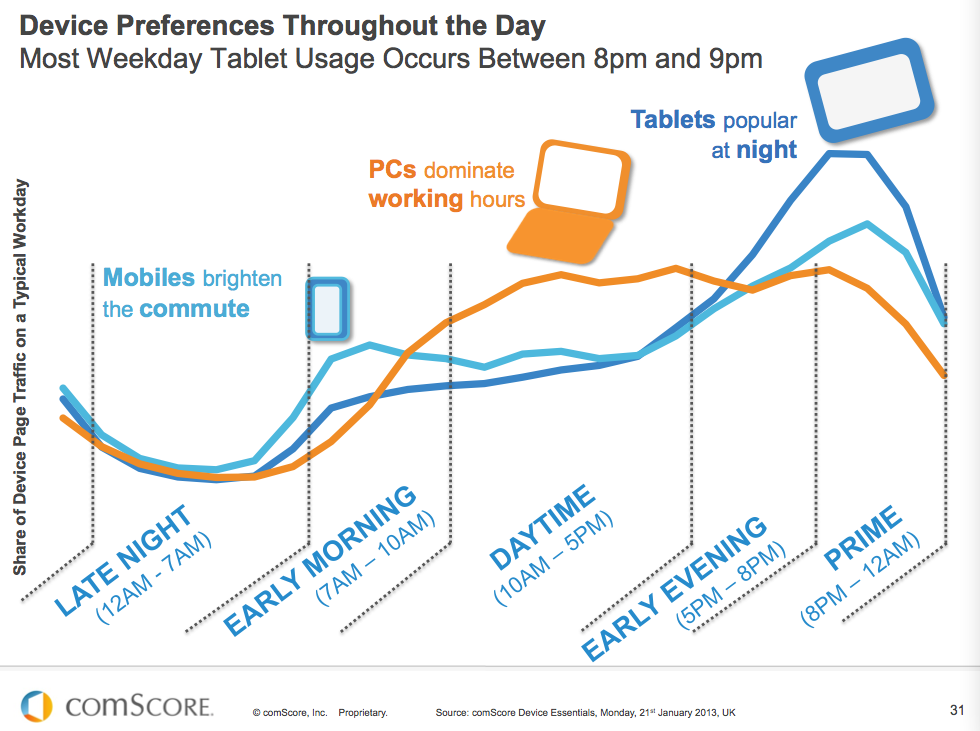 Device Preferences Throughout the Day
Most Weekday Tablet Usage Occurs Between 8pm and 9pm
Tablets popular
at night
PCs dominate
working hours
Mobiles brighten
the commute
Share of Device Page Traffic on a Typical Workday
LATE NIGHT
(12AM - 7AM)
EARLY MORNING
(7AM – 10AM)
DAYTIME
(10AM – 5PM)
EARLY EVENING
(5PM – 8PM)
PRIME
(8PM – 12AM)
comSCORE.
© comScore, Inc. Proprietary.
Source: comScore Device Essentials, Monday, 21st January 2013, UK
31